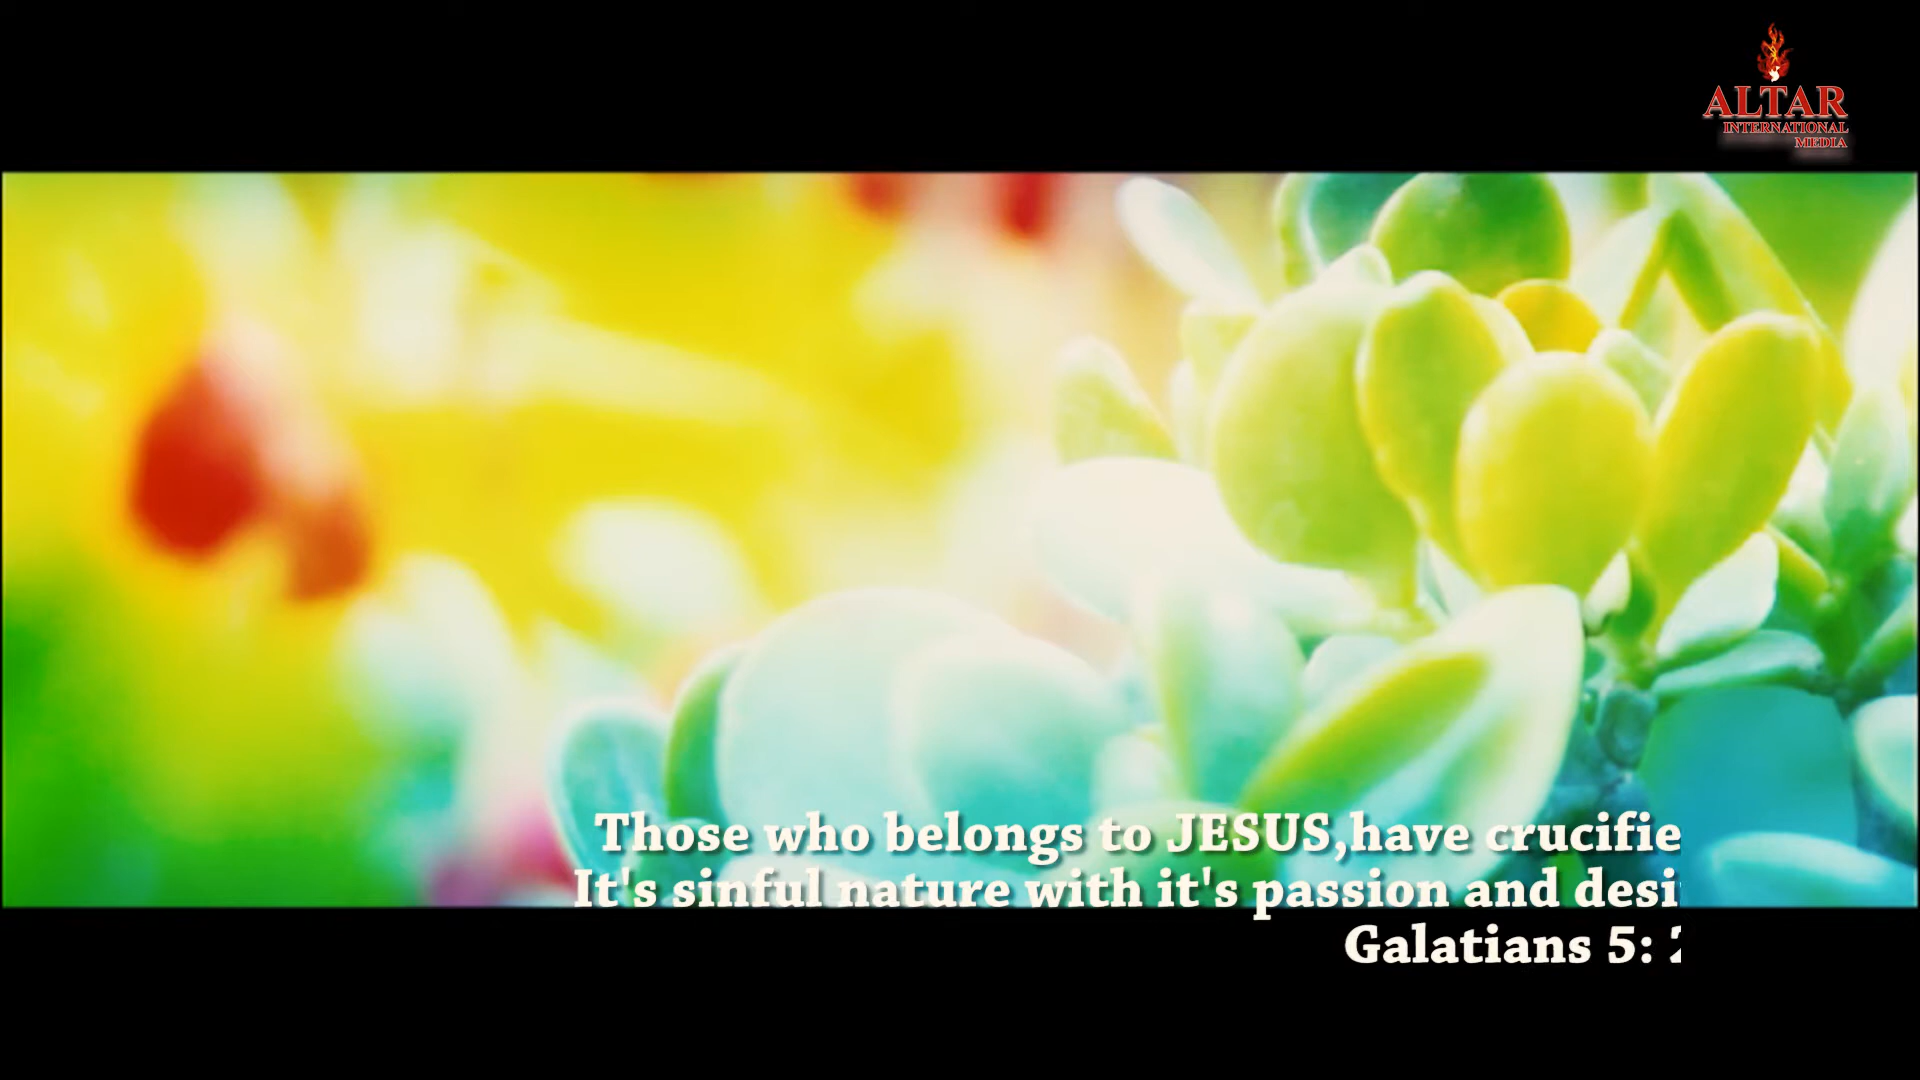 ALTAR
INTERNATIONAL
MEDIA
Those who belongs to JESUS,have crucifie
It's sinful nature with it's passion and desi
Galatians 5: